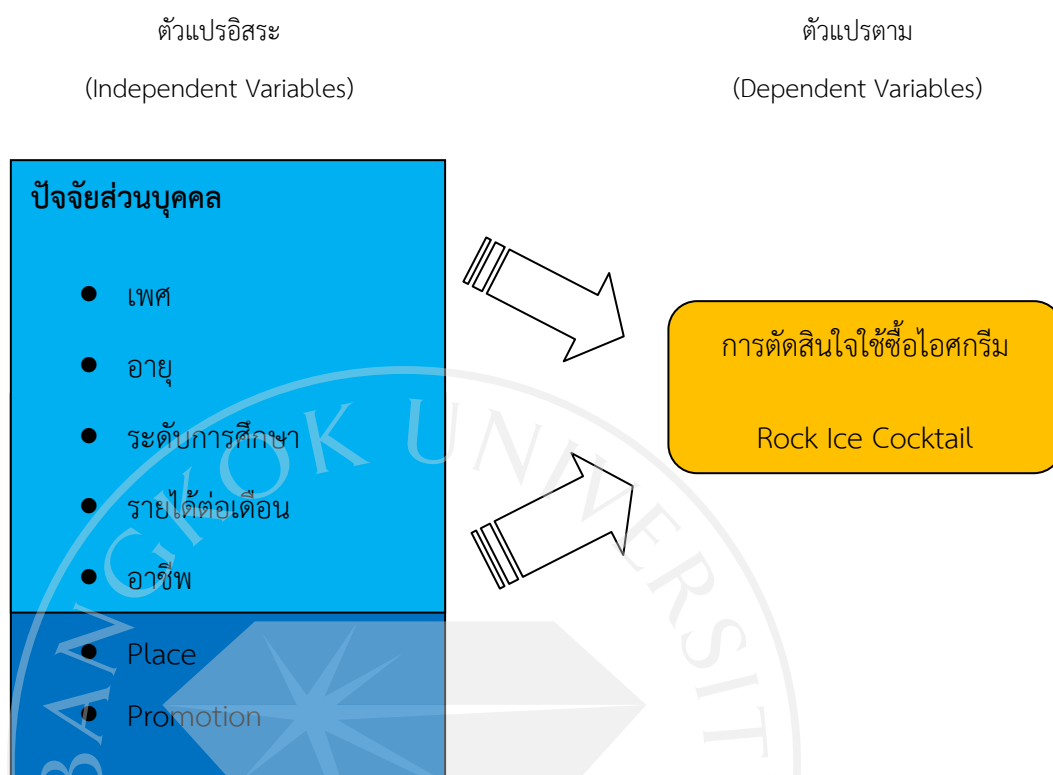 ตัวแปรอิสระ
(Independent Variables)
ตัวแปรตาม
(Dependent Variables)
ปัจจัยส่วนบุคคล
● เพศ
● อายุ
● ระดับการศึกษา
● รายได้ต่อเดือน
● อาชีพ
● Place
● Promotion
การตัดสินใจใช้ซื้อไอศกรีม
Rock Ice Cocktail
BANGKOK UNIVERSIT